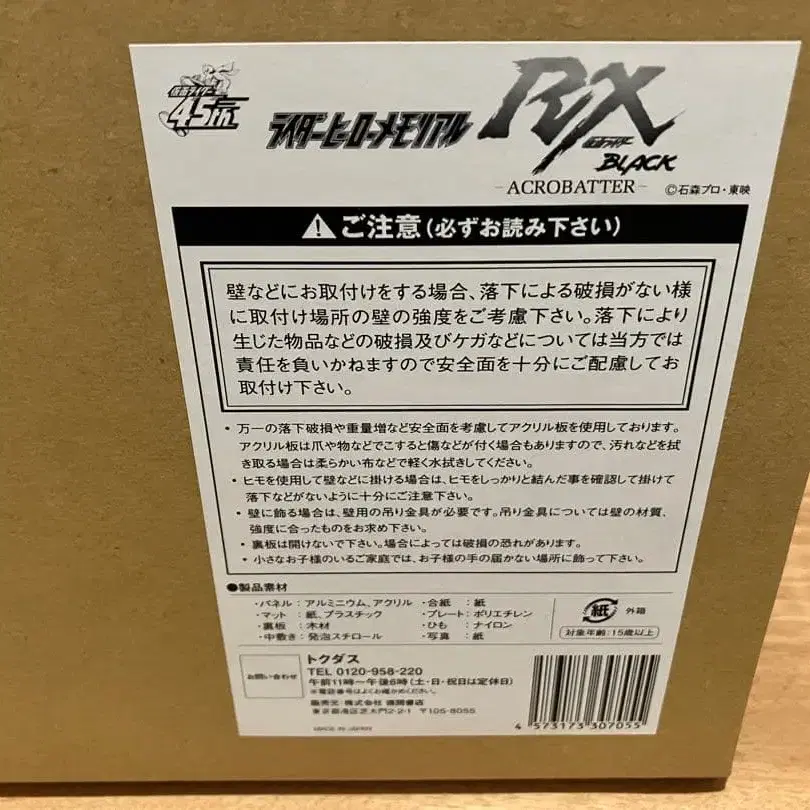 仮面ライダー
45th
ライダーヒーローメモリアル
RX
仮面ライダー
BLACK
-ACROBATTER-
©石森プロ・東映
ご注意(必ずお読み下さい)
壁などにお取付けをする場合、落下による破損がない様
に取付け場所の壁の強度をご考慮下さい。落下により
生じた物品などの破損及びケガなどについては当方では
責任を負いかねますので安全面を十分にご配慮してお
取付け下さい。
・万一の落下破損や重量増など安全面を考慮してアクリル板を使用しております。
アクリル板は爪や物などでこすると傷などが付く場合もありますので、汚れなどを拭
き取る場合は柔らかい布などで軽く水拭きしてください。
・ヒモを使用して壁などに掛ける場合は、ヒモをしっかりと結んだ事を確認して掛けて
落下などがないように十分にご注意下さい。
・壁に飾る場合は、壁用の吊り金具が必要です。吊り金具については壁の材質、
強度に合ったものをお求め下さい。
・裏板は開けないで下さい。場合によっては破損の恐れがあります。
・小さなお子様のいるご家庭では、お子様の手の届かない場所に飾って下さい。
●製品素材
・パネル：アルミニウム、アクリル ・合紙：紙
・マット：紙、プラスチック ・プレート：ポリエチレン
・裏板：木材 ・ひも：ナイロン
・中敷き：発泡スチロール ・写真：紙
紙 外箱
対象年齢：15歳以上
お問い合わせ
トクダス
TEL 0120-958-220
午前11時～午後6時(土・日・祝日は定休日)
※電話番号はよくお確かめください。
販売元 株式会社 徳間書店
東京都港区芝大門2-2-1 〒105-8055
MADE IN JAPAN
4 573173 307055